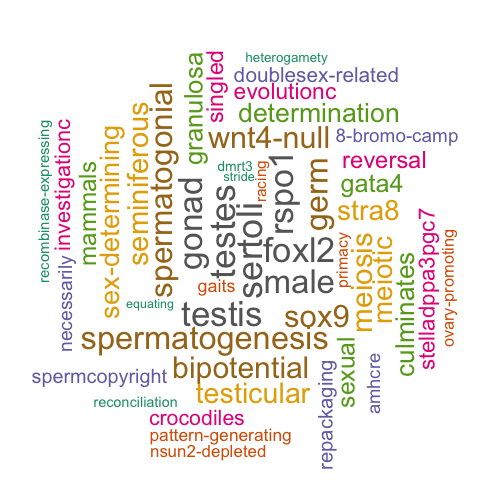 heterogamety
doublesex-related
evolutionc
determination
wnt4-null
8-bromo-camp
reversal
gata4
stra8
singled
granulosa
spermatogonial
seminiferous
sex-determining
mammals
investigationc
recombinase-expressing
necessarily
gonad
testes
sertoli
rspo1
germ
dmrt3
stride
racing
foxl2
male
primacy
meiosis
meiotic
culminates
stelladppa3pgc7
ovary-promoting
gaits
equating
testis
sox9
spermatogenesis
bipotential
testicular
sexual
amhcre
repackaging
spermcopyright
reconciliation
crocodiles
pattern-generating
nsun2-depleted